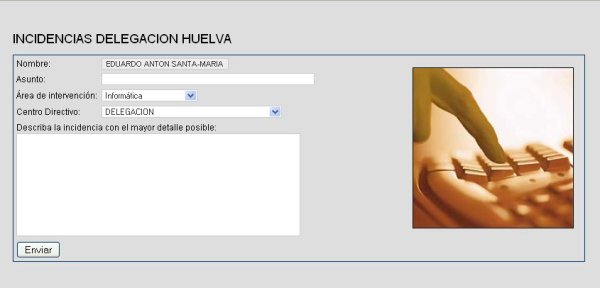 INCIDENCIAS DELEGACION HUELVA
Nombre: EDUARDO ANTON SANTA-MARIA
Asunto:
Área de intervención: Informática
Centro Directivo: DELEGACION
Describa la incidencia con el mayor detalle posible:
Enviar